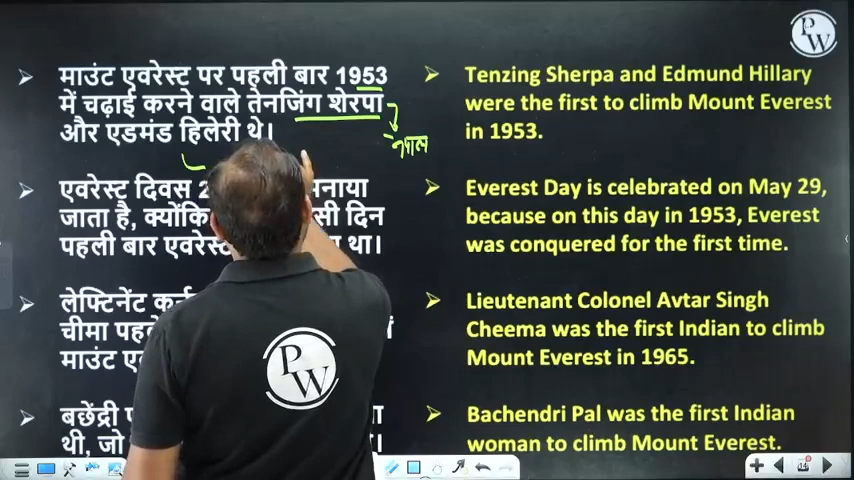 माउंट एवरेस्ट पर पहली बार 1953
में चढ़ाई करने वाले तेनजिंग शेरपा
और एडमंड हिलेरी थे।
नेपाल
एवरेस्ट दिवस 2 मनाया
जाता है, क्योंकि सी दिन
पहली बार एवरेस्ट था।
लेफ्टिनेंट कर्न
चीमा पहले
माउंट एव
बछेंद्री प
थी, जो
Tenzing Sherpa and Edmund Hillary
were the first to climb Mount Everest
in 1953.
Everest Day is celebrated on May 29,
because on this day in 1953, Everest
was conquered for the first time.
Lieutenant Colonel Avtar Singh
Cheema was the first Indian to climb
Mount Everest in 1965.
Bachendri Pal was the first Indian
woman to climb Mount Everest.
PW
PW